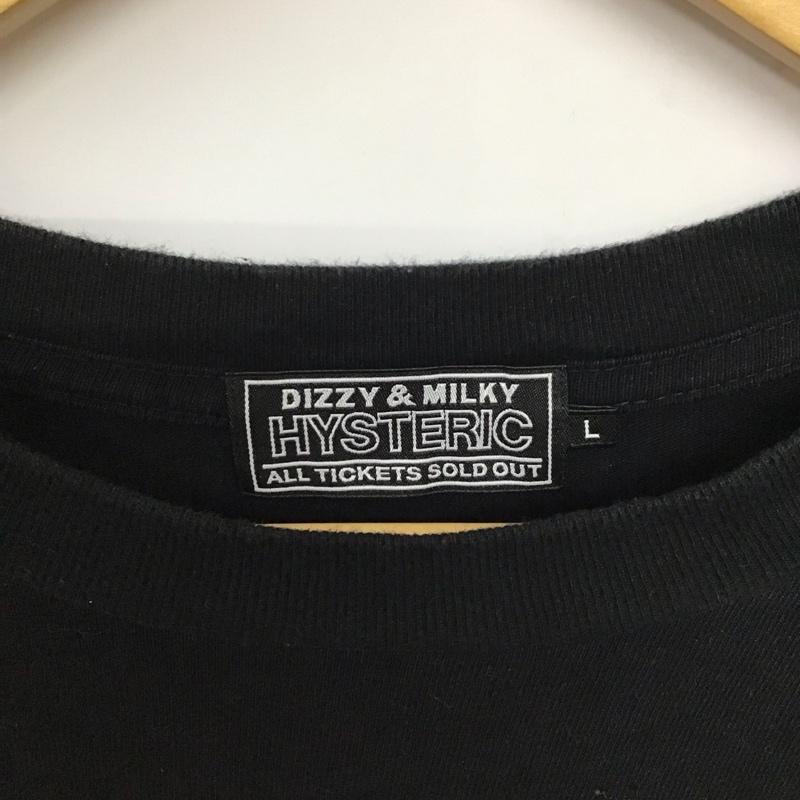 DIZZY & MILKY
HYSTERIC
ALL TICKETS SOLD OUT
L